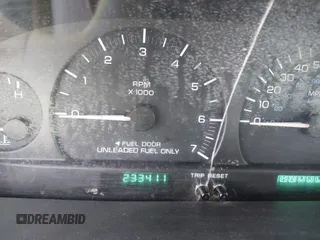 H
1 2 3 4 5 6 7
0
RPM
X 1000
◄ FUEL DOOR
UNLEADED FUEL ONLY
0 10 20 30
MP
233411
TRIP RESET
DREAMBID